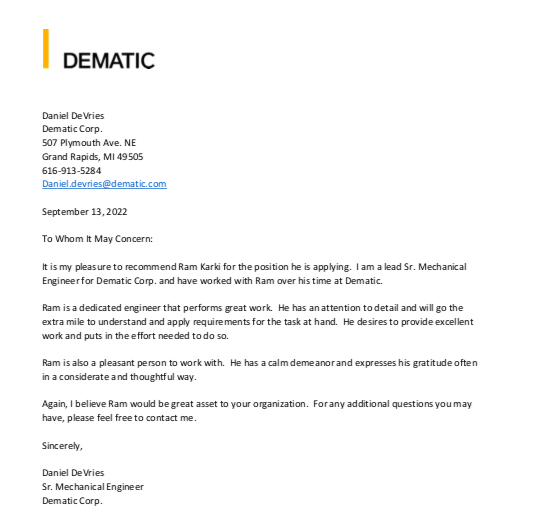 DEMATIC
Daniel DeVries
Dematic Corp.
507 Plymouth Ave. NE
Grand Rapids, MI 49505
616-913-5284
Daniel.devries@dematic.com
September 13, 2022
To Whom It May Concern:
It is my pleasure to recommend Ram Karki for the position he is applying.  I am a lead Sr. Mechanical
Engineer for Dematic Corp. and have worked with Ram over his time at Dematic.
Ram is a dedicated engineer that performs great work.  He has an attention to detail and will go the
extra mile to understand and apply requirements for the task at hand.  He desires to provide excellent
work and puts in the effort needed to do so.
Ram is also a pleasant person to work with.  He has a calm demeanor and expresses his gratitude often
in a considerate and thoughtful way.
Again, I believe Ram would be great asset to your organization.  For any additional questions you may
have, please feel free to contact me.
Sincerely,
Daniel DeVries
Sr. Mechanical Engineer
Dematic Corp.